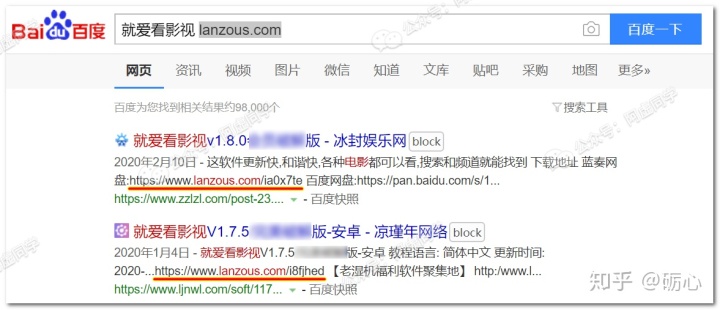 Bai du 百度
就爱看影视 lanzous.com
百度一下
网页 资讯 视频 图片 微信 知道 文库 贴吧 采购 地图 更多»
百度为您找到相关结果约98,000个
搜索工具
就爱看影视v1.8.0 版 - 冰封娱乐网 block
2020年2月10日 - 这软件更新快,和谐快,各种电影都可以看,搜索和频道就能找到 下载地址 蓝奏网
盘:https://www.lanzous.com/ia0x7te 百度网盘:https://pan.baidu.com/s/1...
https://www.zzlzl.com/post-23.... - 百度快照
就爱看影视V1.7.5 版-安卓 - 凉瑾年网络 block
2020年1月4日 - 就爱看影视V1.7.5 版-安卓 教程语言: 简体中文 更新时间:
2020-...https://www.lanzous.com/i8fjhed 【老湿机福利软件聚集地】 http:/www.l...
https://www.ljnwl.com/soft/117... - 百度快照
知乎 @砺心
公众号:阿虚同学